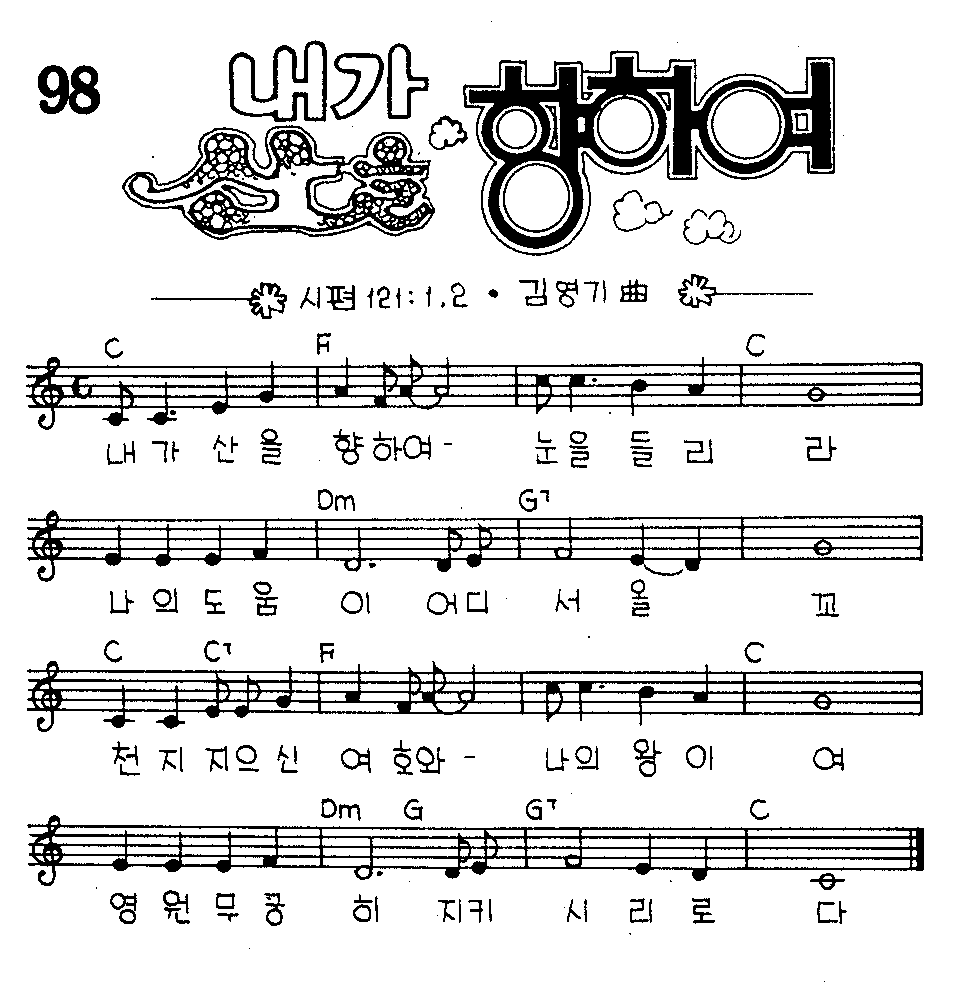 98
내가 산을 향하여
시편 121:1.2 • 김영기 曲
C F C
내 가 산 을 향 하여 - 눈을 들 리 라
Dm G7
나 의 도 움 이 어디 서 올 꼬
C C7 F C
천 지 지으 신 여 호와 - 나의 왕 이 여
Dm G G7 C
영 원 무 궁 히 지키 시 리 로 다